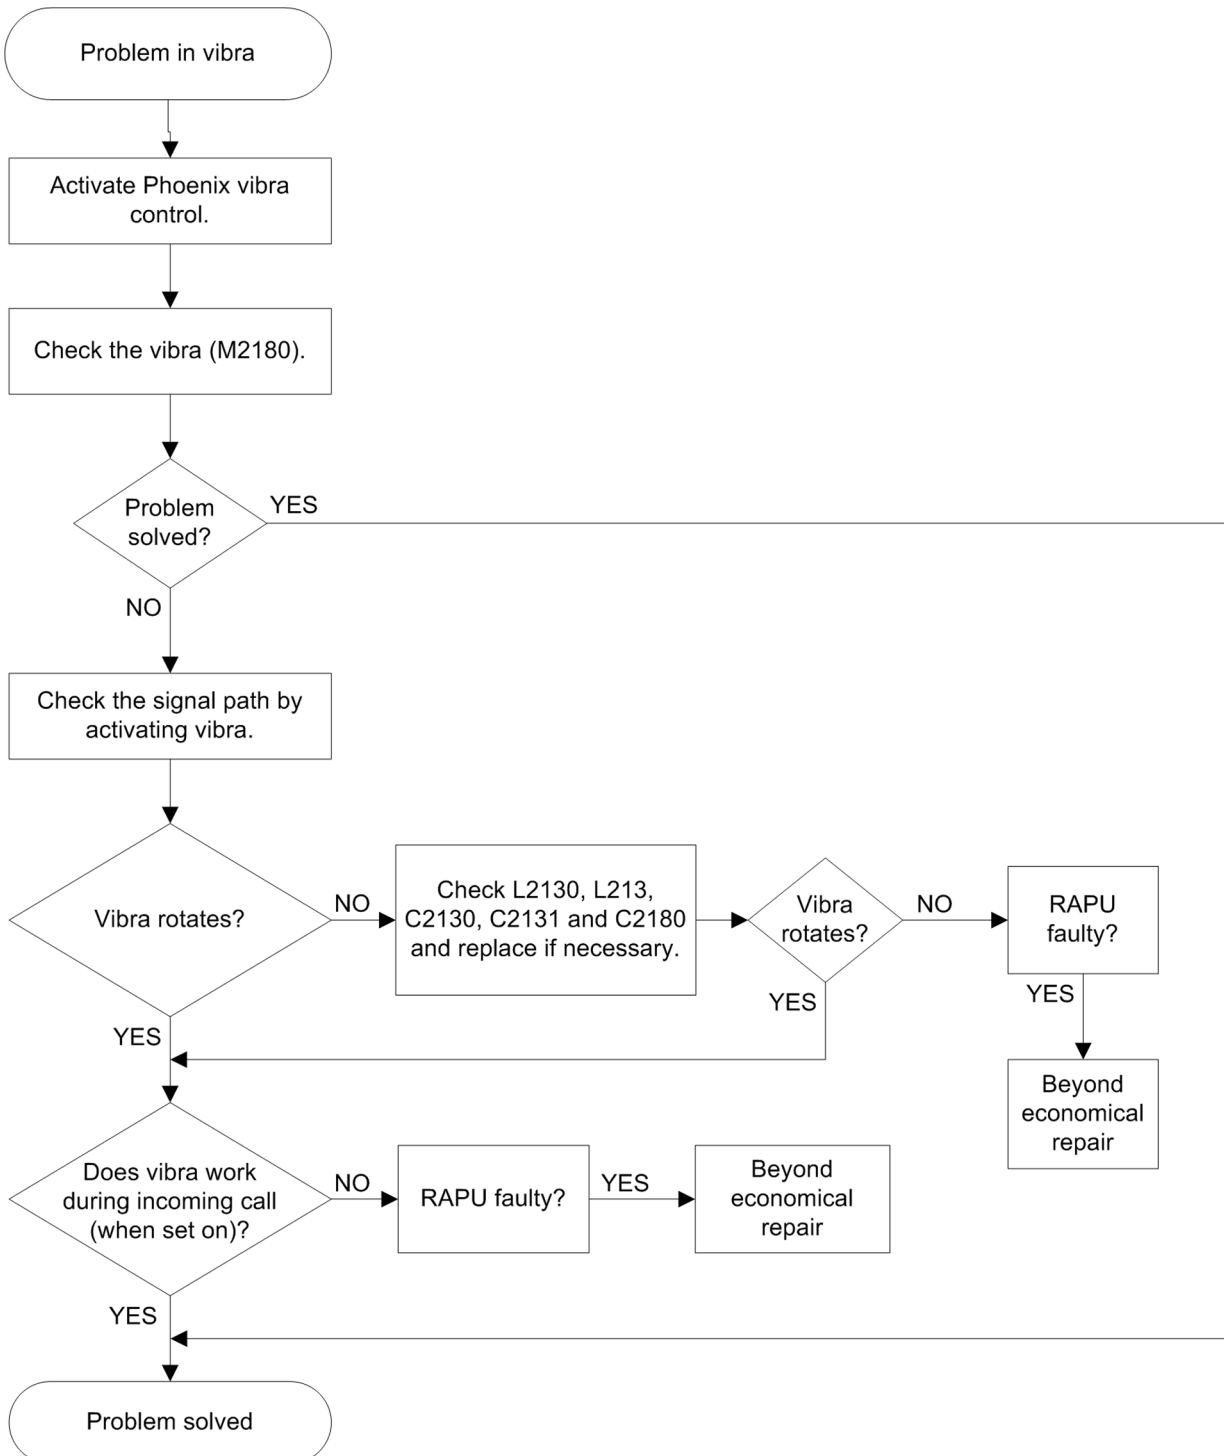 Problem in vibra
Activate Phoenix vibra
control.
Check the vibra (M2180).
Problem
solved?
YES
NO
Check the signal path by
activating vibra.
Vibra rotates?
NO
Check L2130, L213,
C2130, C2131 and C2180
and replace if necessary.
Vibra
rotates?
NO
RAPU
faulty?
YES
YES
YES
Beyond
economical
repair
Does vibra work
during incoming call
(when set on)?
NO
RAPU faulty?
YES
Beyond
economical
repair
YES
Problem solved